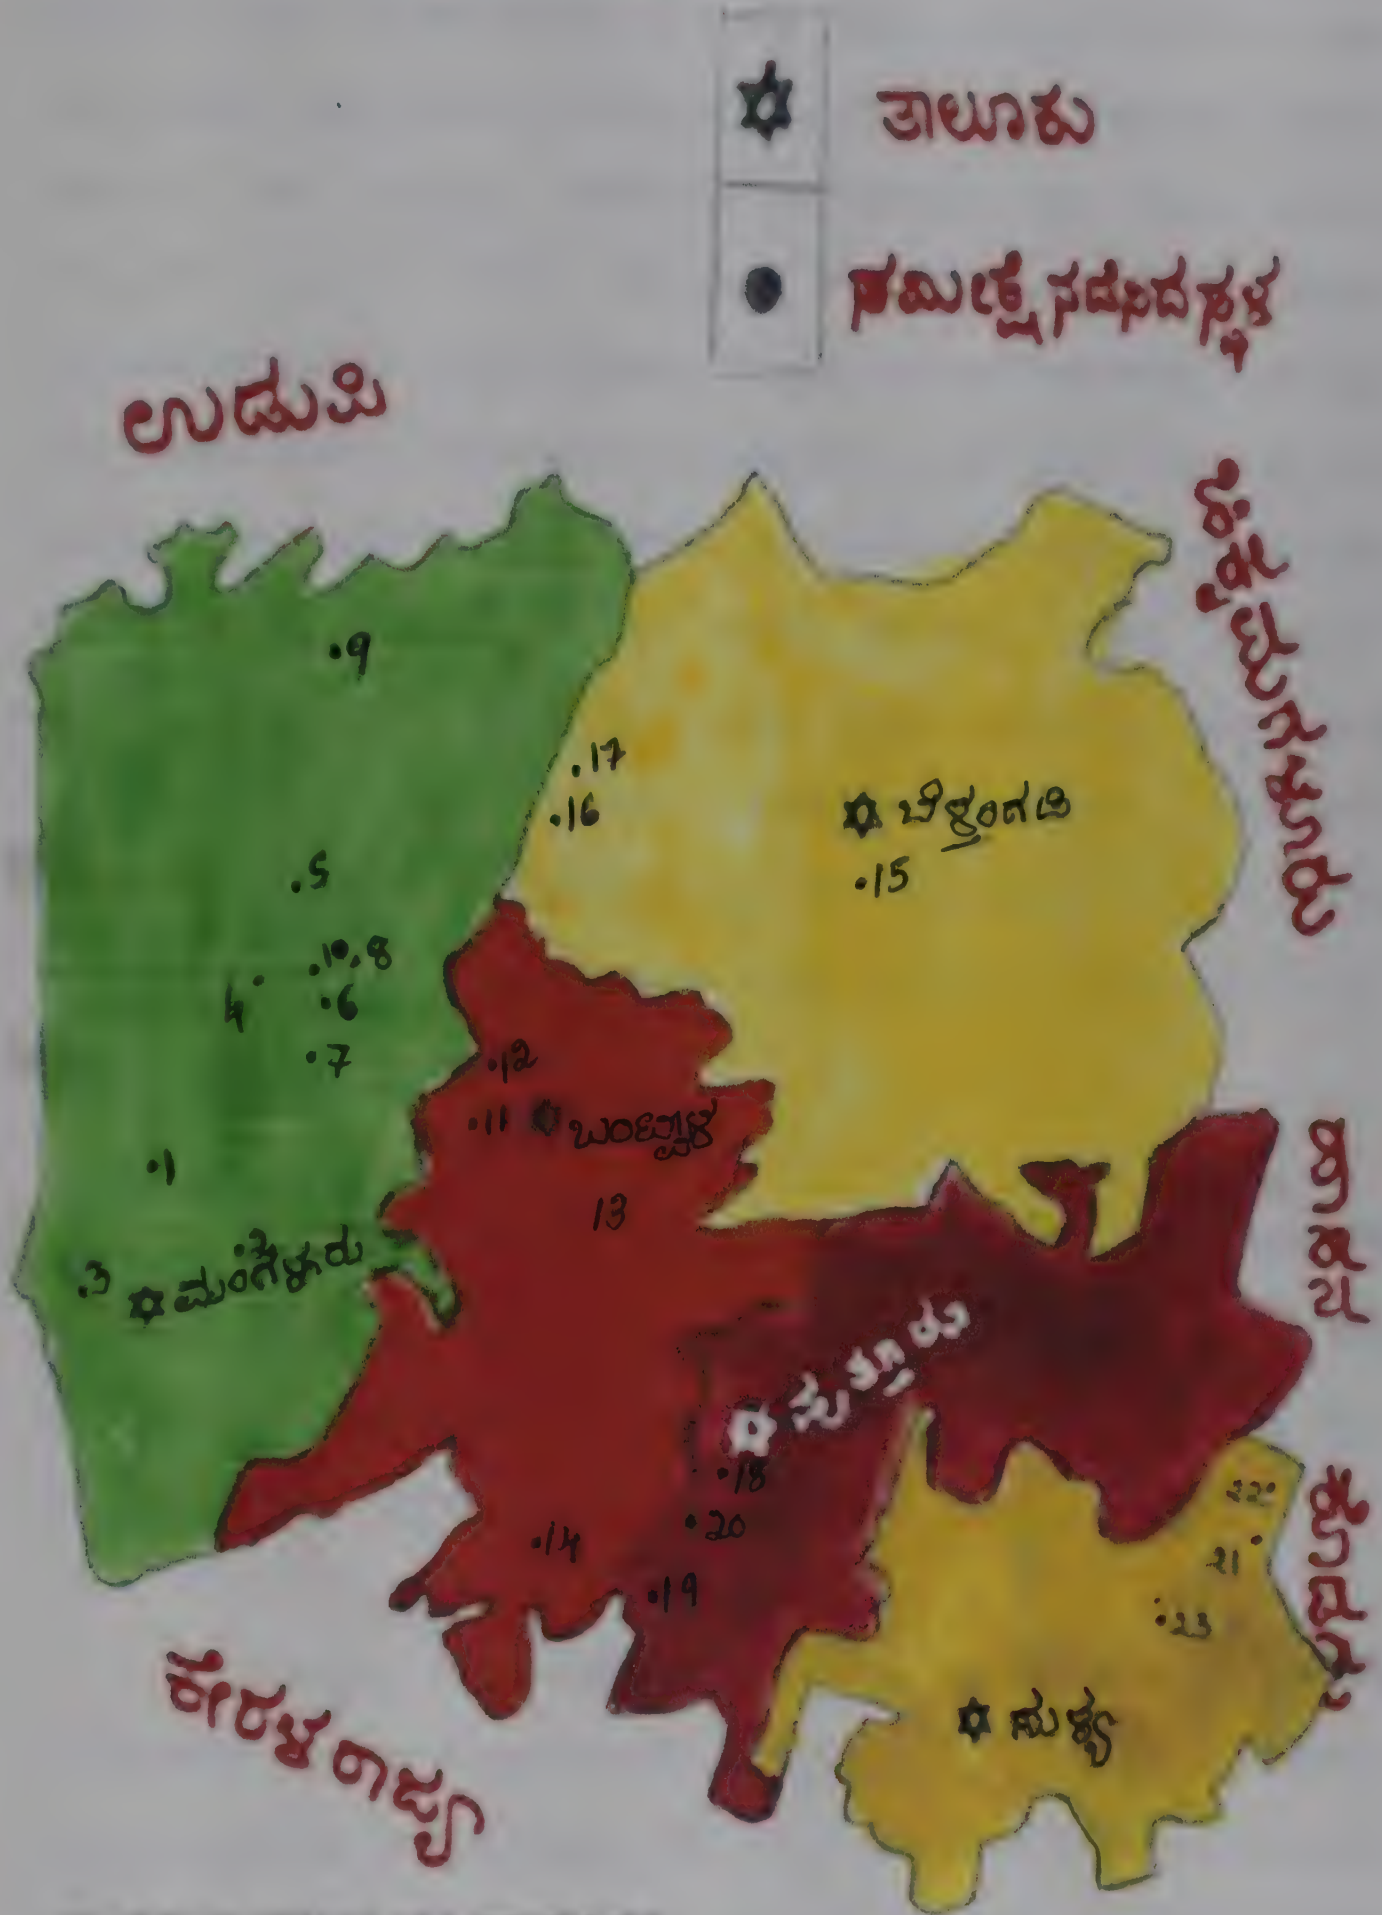 ತಾಲೂಕು
ಸಮೀಕ್ಷೆ ನಡೆಸಿದ ಸ್ಥಳ
ಉಡುಪಿ
ಚಿಕ್ಕಮಗಳೂರು
.9
.17
.16
ಬೆಳ್ತಂಗಡಿ
.15
.5
.10 .8
4
.6
.7
.12
.11 ಬಂಟ್ವಾಳ
.1
13
.2
.3 ಮಂಗಳೂರು
ಹಾಸನ
ಪುತ್ತೂರು
.18
.20
.14
.19
22.
21
.23
ಕೊಡಗು
ಸುಳ್ಯ
ಕೇರಳ ರಾಜ್ಯ